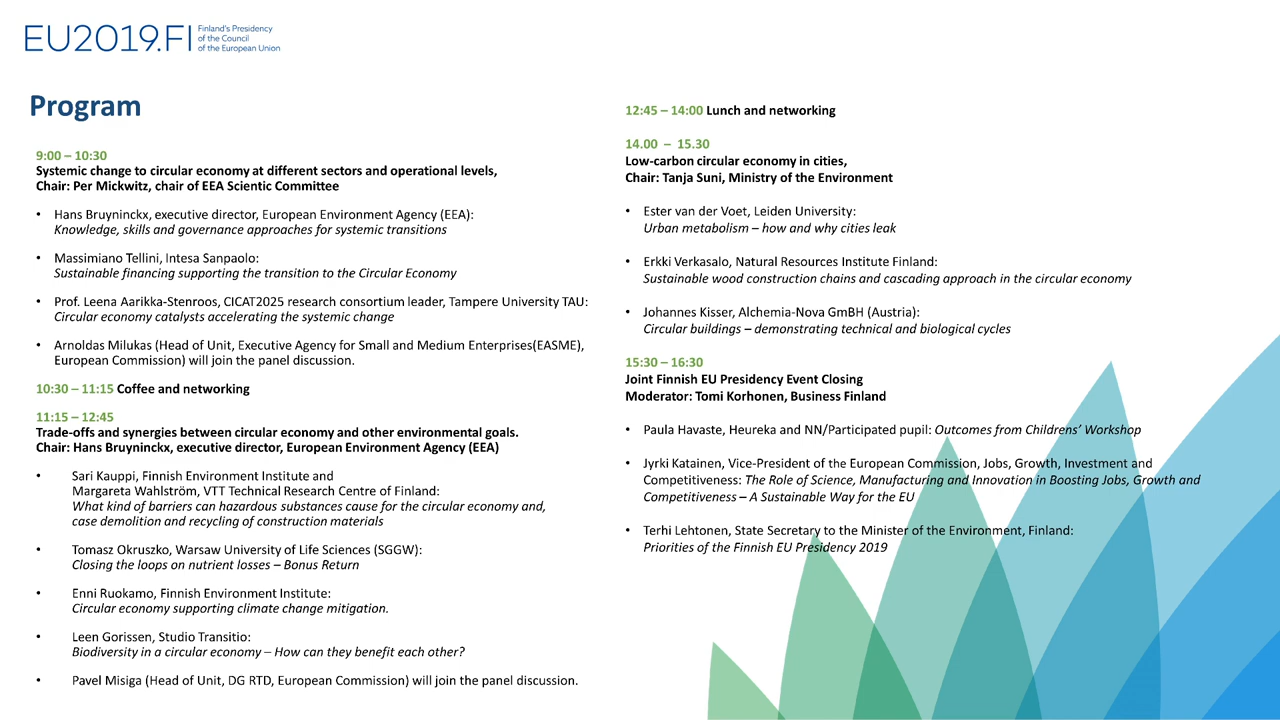 EU2019.FI
Finland's Presidency
of the Council
of the European Union
Program
9:00 – 10:30
Systemic change to circular economy at different sectors and operational levels,
Chair: Per Mickwitz, chair of EEA Scientic Committee
• Hans Bruyninckx, executive director, European Environment Agency (EEA):
Knowledge, skills and governance approaches for systemic transitions
• Massimiano Tellini, Intesa Sanpaolo:
Sustainable financing supporting the transition to the Circular Economy
• Prof. Leena Aarikka-Stenroos, CICAT2025 research consortium leader, Tampere University TAU:
Circular economy catalysts accelerating the systemic change
• Arnoldas Milukas (Head of Unit, Executive Agency for Small and Medium Enterprises(EASME),
European Commission) will join the panel discussion.
10:30 – 11:15 Coffee and networking
11:15 – 12:45
Trade-offs and synergies between circular economy and other environmental goals.
Chair: Hans Bruyninckx, executive director, European Environment Agency (EEA)
• Sari Kauppi, Finnish Environment Institute and
Margareta Wahlström, VTT Technical Research Centre of Finland:
What kind of barriers can hazardous substances cause for the circular economy and,
case demolition and recycling of construction materials
• Tomasz Okruszko, Warsaw University of Life Sciences (SGGW):
Closing the loops on nutrient losses – Bonus Return
• Enni Ruokamo, Finnish Environment Institute:
Circular economy supporting climate change mitigation.
• Leen Gorissen, Studio Transitio:
Biodiversity in a circular economy – How can they benefit each other?
• Pavel Misiga (Head of Unit, DG RTD, European Commission) will join the panel discussion.
12:45 – 14:00 Lunch and networking
14.00 – 15.30
Low-carbon circular economy in cities,
Chair: Tanja Suni, Ministry of the Environment
• Ester van der Voet, Leiden University:
Urban metabolism – how and why cities leak
• Erkki Verkasalo, Natural Resources Institute Finland:
Sustainable wood construction chains and cascading approach in the circular economy
• Johannes Kisser, Alchemia-Nova GmBH (Austria):
Circular buildings – demonstrating technical and biological cycles
15:30 – 16:30
Joint Finnish EU Presidency Event Closing
Moderator: Tomi Korhonen, Business Finland
• Paula Havaste, Heureka and NN/Participated pupil: Outcomes from Childrens' Workshop
• Jyrki Katainen, Vice-President of the European Commission, Jobs, Growth, Investment and
Competitiveness: The Role of Science, Manufacturing and Innovation in Boosting Jobs, Growth and
Competitiveness – A Sustainable Way for the EU
• Terhi Lehtonen, State Secretary to the Minister of the Environment, Finland:
Priorities of the Finnish EU Presidency 2019